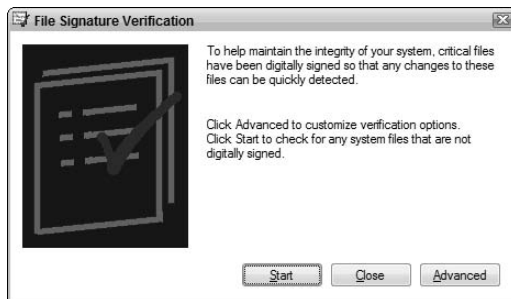 File Signature Verification
To help maintain the integrity of your system, critical files
have been digitally signed so that any changes to these
files can be quickly detected.
Click Advanced to customize verification options.
Click Start to check for any system files that are not
digitally signed.
Start Close Advanced